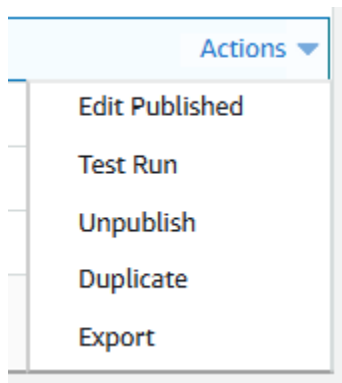 Actions
Edit Published
Test Run
Unpublish
Duplicate
Export